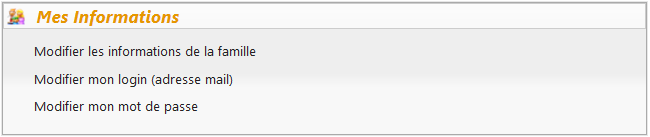 Mes Informations
Modifier les informations de la famille
Modifier mon login (adresse mail)
Modifier mon mot de passe